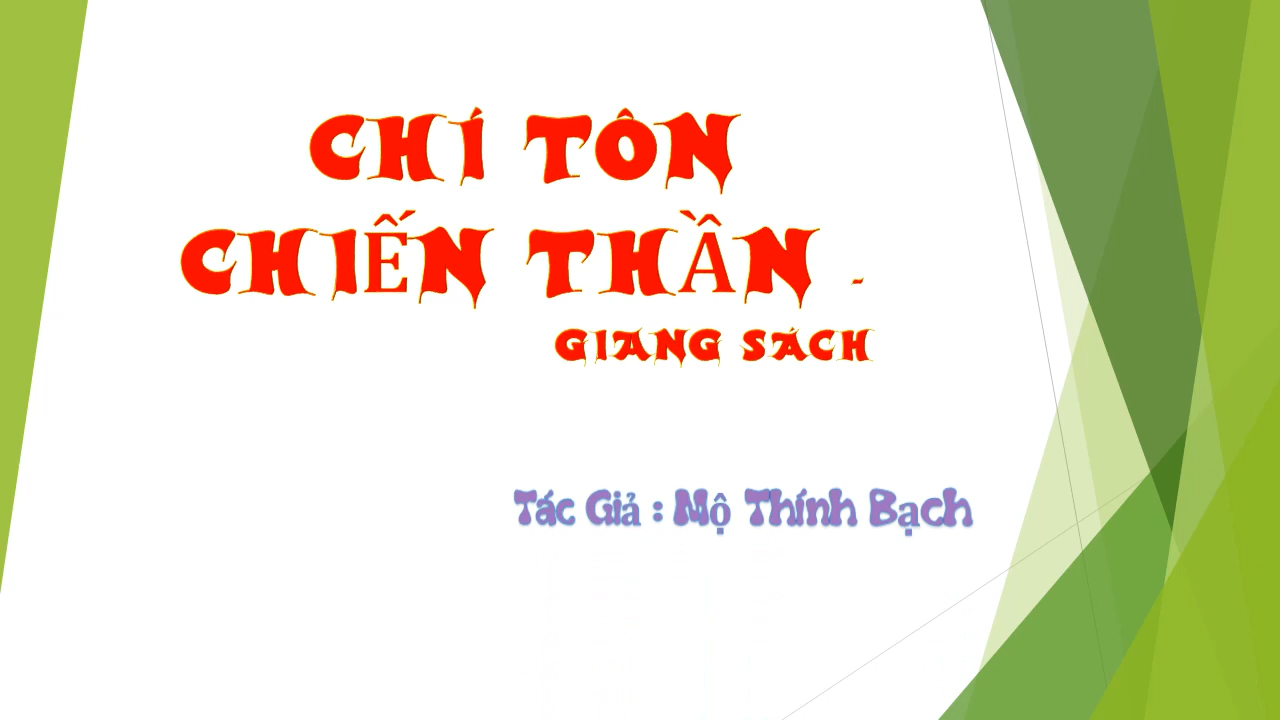 CHÍ TÔN
CHIẾN THẦN -
GIANG SÁCH
Tác Giả : Mộ Thính Bạch